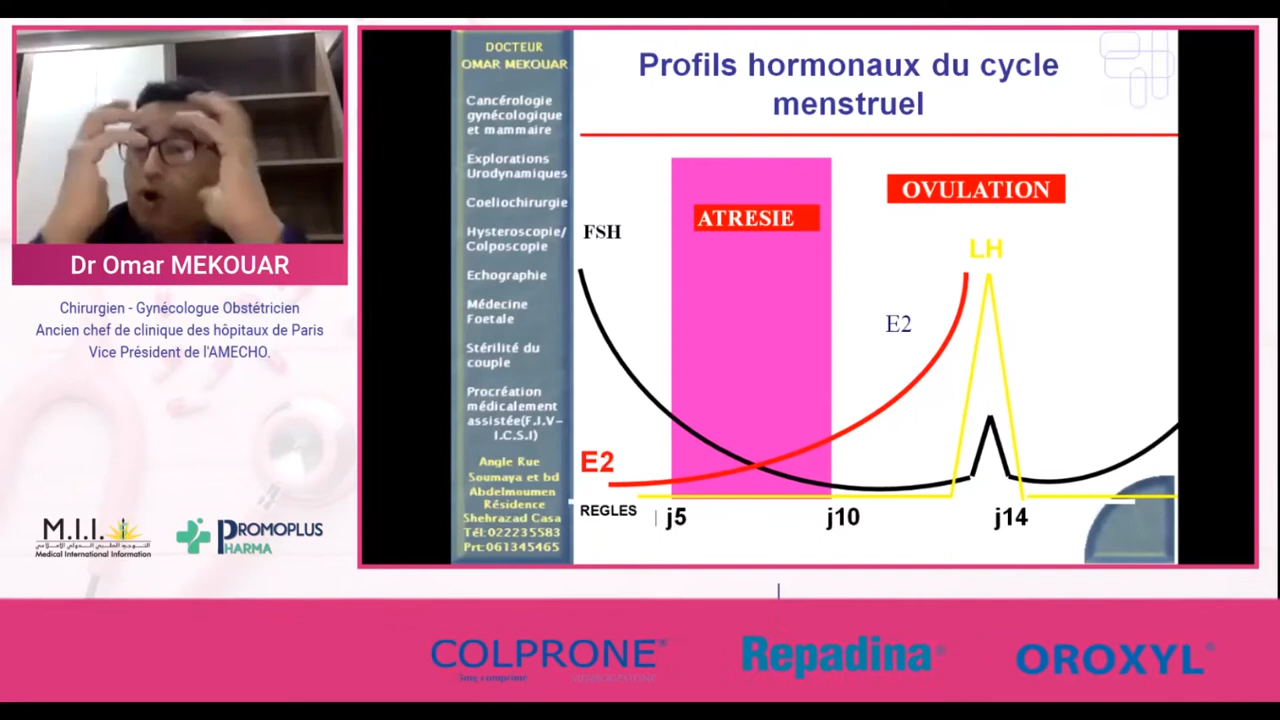 Dr Omar MEKOUAR
Chirurgien - Gynécologue Obstétricien
Ancien chef de clinique des hôpitaux de Paris
Vice Président de l'AMECHO.
M.I.I.
Medical International Information
PROMOPLUS
PHARMA
DOCTEUR
OMAR MEKOUAR
Cancérologie
gynécologique
et mammaire
Explorations
Urodynamiques
Coeliochirurgie
Hysteroscopie/
Colposcopie
Echographie
Médecine
Foetale
Stérilité du
couple
Procréation
médicalement
assistée(F.I.V-
I.C.S.I)
Angle Rue
Soumaya et bd
Abdelmoumen
Résidence
Shehrazad Casa
Tél:022235583
Prt:061345465
Profils hormonaux du cycle
menstruel
ATRESIE
OVULATION
FSH
LH
E2
E2
REGLES
j5
j10
j14
COLPRONE®
5mg comprimé
Repadina®
OROXYL®